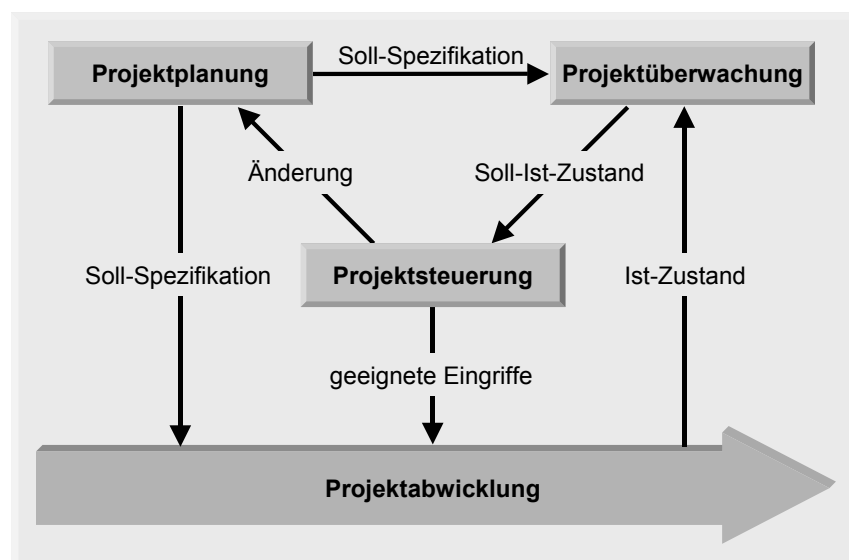 Soll-Spezifikation
Projektplanung
Projektüberwachung
Änderung
Soll-Ist-Zustand
Soll-Spezifikation
Projektsteuerung
Ist-Zustand
geeignete Eingriffe
Projektabwicklung